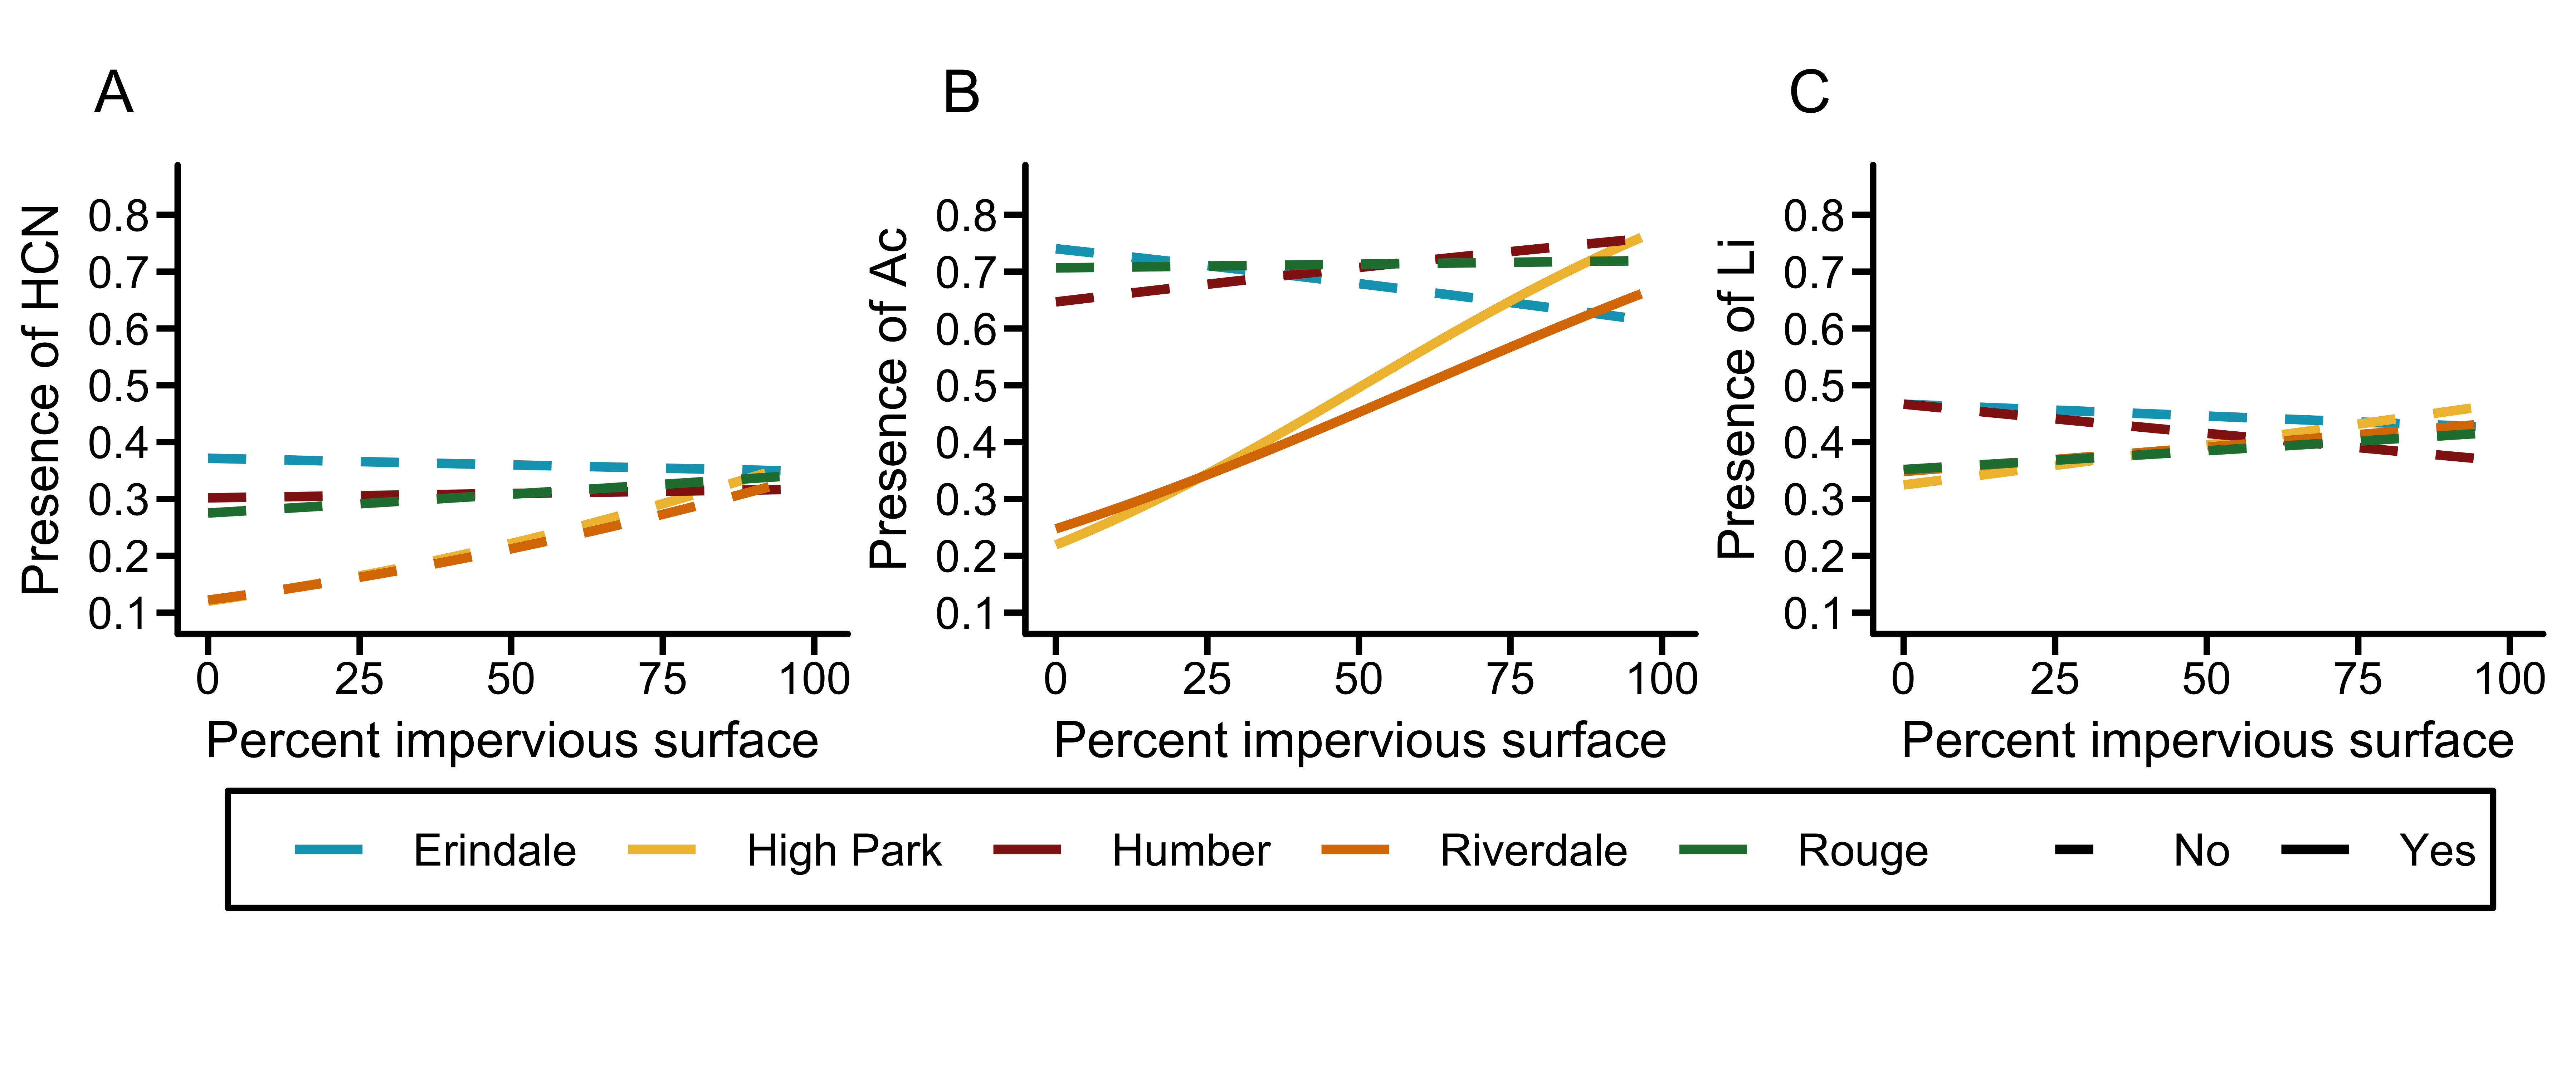 A
B
C
Presence of HCN
0.8
0.7
0.6
0.5
0.4
0.3
0.2
0.1
0 25 50 75 100
Percent impervious surface
Presence of Ac
0.8
0.7
0.6
0.5
0.4
0.3
0.2
0.1
0 25 50 75 100
Percent impervious surface
Presence of Li
0.8
0.7
0.6
0.5
0.4
0.3
0.2
0.1
0 25 50 75 100
Percent impervious surface
Erindale High Park Humber Riverdale Rouge No Yes